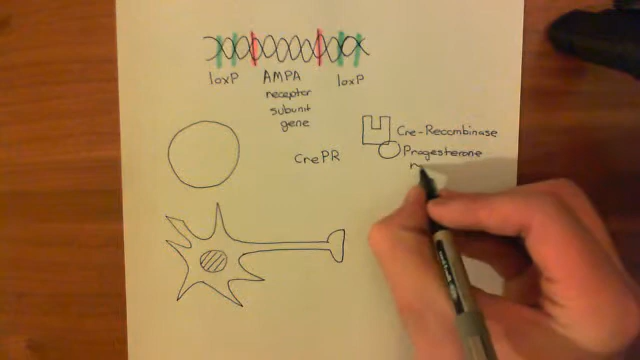 loxP AMPA loxP
receptor
subunit
gene
Cre-Recombinase
CrePR Progesterone